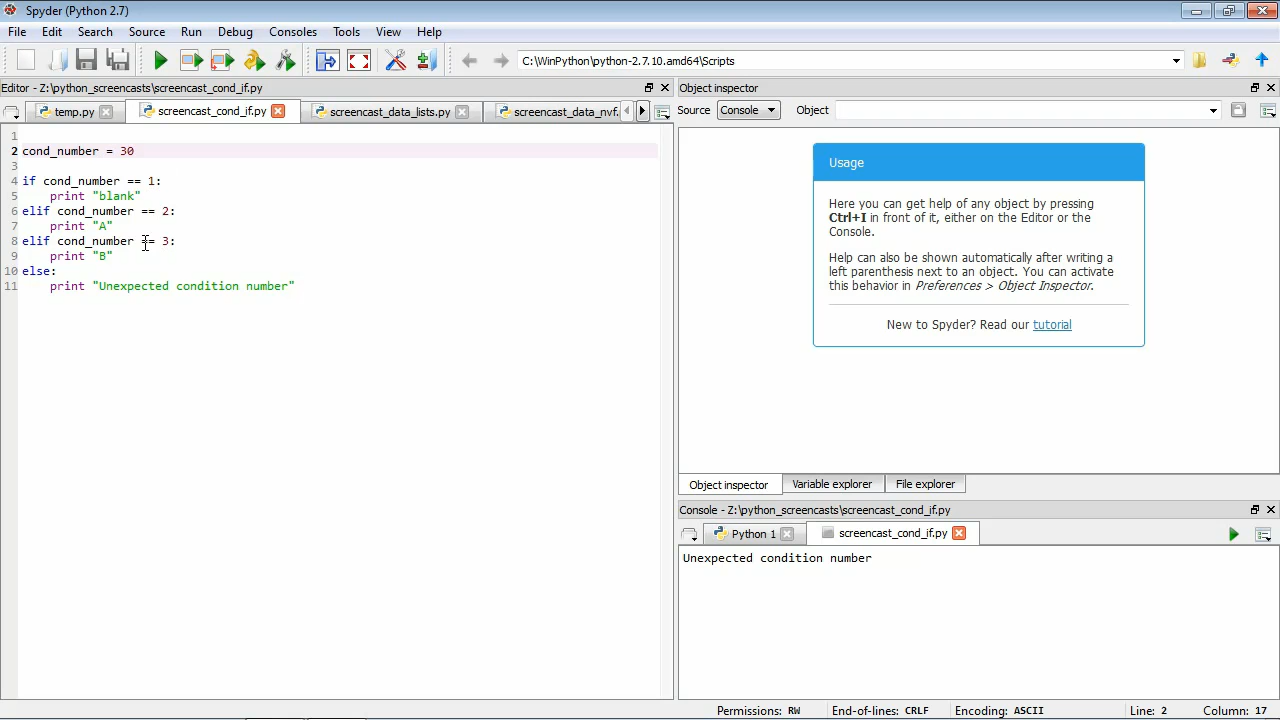 Spyder (Python 2.7)
File Edit Search Source Run Debug Consoles Tools View Help
C:\WinPython\python-2.7.10.amd64\Scripts
Editor - Z:\python_screencasts\screencast_cond_if.py
temp.py screencast_cond_if.py screencast_data_lists.py screencast_data_nvf.
1
2 cond_number = 30
3
4 if cond_number == 1:
5 print "blank"
6 elif cond_number == 2:
7 print "A"
8 elif cond_number == 3:
9 print "B"
10 else:
11 print "Unexpected condition number"
Object inspector
Source Console Object
Usage
Here you can get help of any object by pressing
Ctrl+I in front of it, either on the Editor or the
Console.
Help can also be shown automatically after writing a
left parenthesis next to an object. You can activate
this behavior in Preferences > Object Inspector.
New to Spyder? Read our tutorial
Object inspector Variable explorer File explorer
Console - Z:\python_screencasts\screencast_cond_if.py
Python 1 screencast_cond_if.py
Unexpected condition number
Permissions: RW End-of-lines: CRLF Encoding: ASCII Line: 2 Column: 17